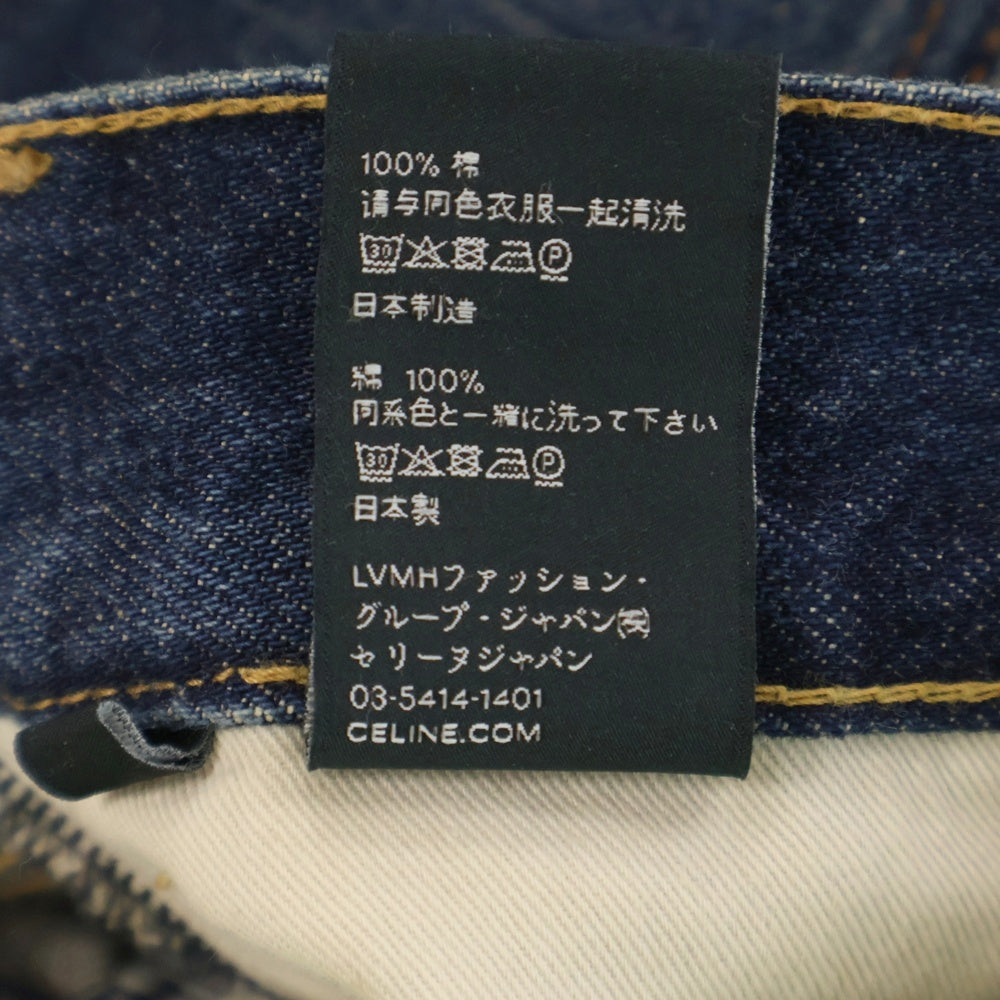 100% 棉
请与同色衣服一起清洗
30 P
日本制造
綿 100%
同系色と一緒に洗って下さい
30 P
日本製
LVMHファッション・
グループ・ジャパン㈱
セリーヌジャパン
03-5414-1401
CELINE.COM